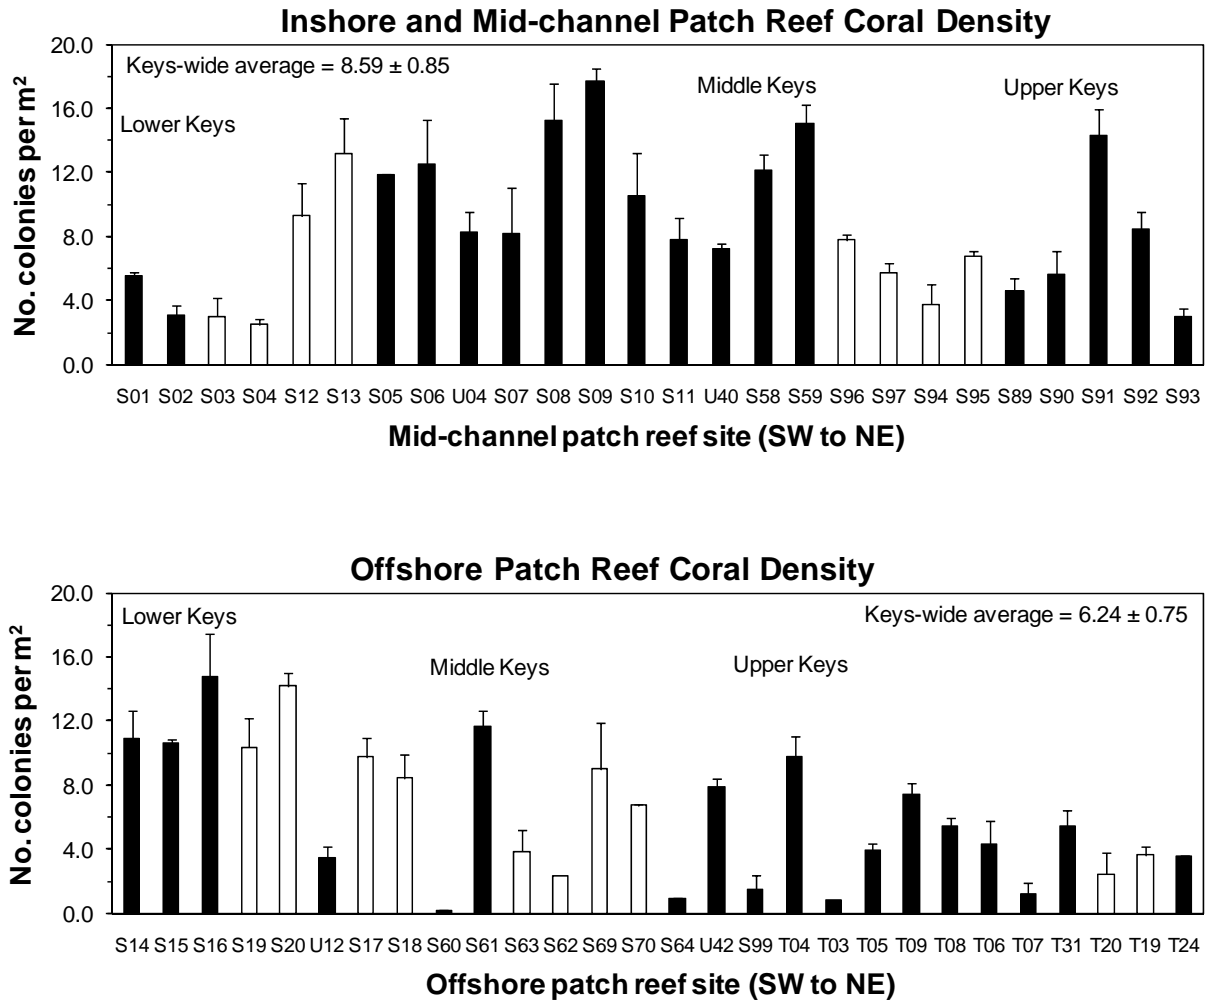 Inshore and Mid-channel Patch Reef Coral Density
No. colonies per m²
20.0
16.0
12.0
8.0
4.0
0.0
Keys-wide average = 8.59 ± 0.85
Lower Keys
Middle Keys
Upper Keys
S01 S02 S03 S04 S12 S13 S05 S06 U04 S07 S08 S09 S10 S11 U40 S58 S59 S96 S97 S94 S95 S89 S90 S91 S92 S93
Mid-channel patch reef site (SW to NE)
Offshore Patch Reef Coral Density
No. colonies per m²
20.0
16.0
12.0
8.0
4.0
0.0
Lower Keys
Keys-wide average = 6.24 ± 0.75
Middle Keys
Upper Keys
S14 S15 S16 S19 S20 U12 S17 S18 S60 S61 S63 S62 S69 S70 S64 U42 S99 T04 T03 T05 T09 T08 T06 T07 T31 T20 T19 T24
Offshore patch reef site (SW to NE)